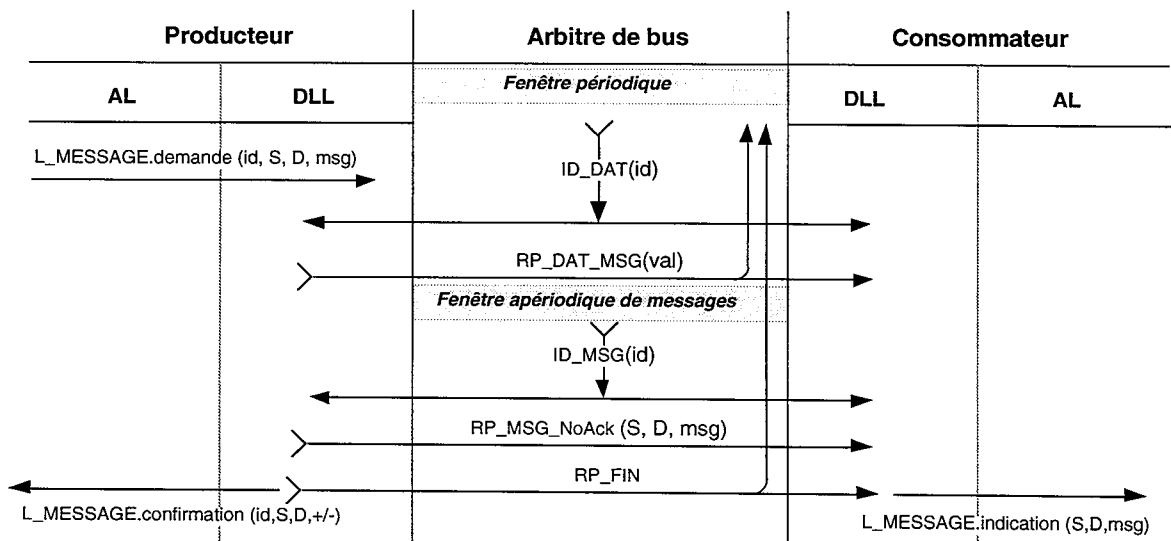 Producteur Arbitre de bus Consommateur
Fenêtre périodique
AL DLL DLL AL
L_MESSAGE.demande (id, S, D, msg)
ID_DAT(id)
RP_DAT_MSG(val)
Fenêtre apériodique de messages
ID_MSG(id)
RP_MSG_NoAck (S, D, msg)
RP_FIN
L_MESSAGE.confirmation (id,S,D,+/-)
L_MESSAGE.indication (S,D,msg)